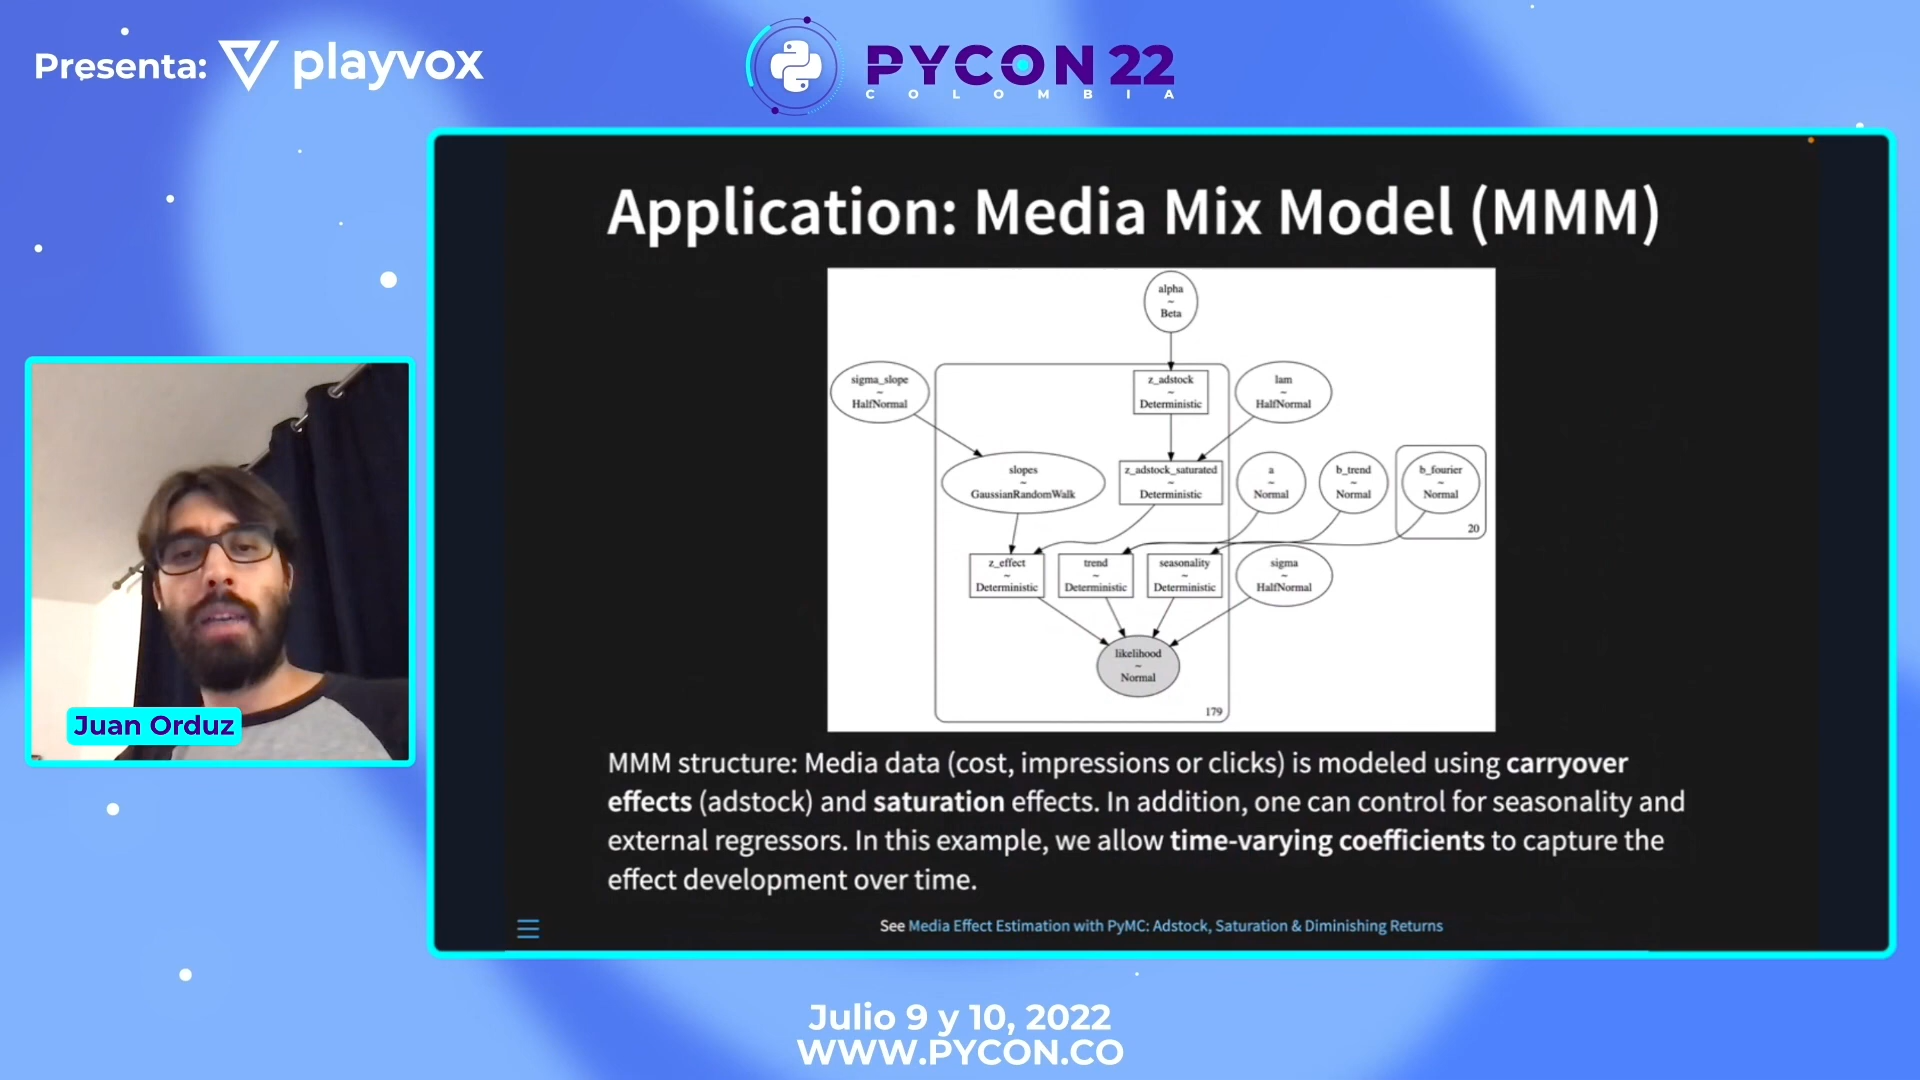 Presenta: playvox
PYCON 22
COLOMBIA
Application: Media Mix Model (MMM)
alpha
~
Beta
sigma_slope
~
HalfNormal
z_adstock
~
Deterministic
lam
~
HalfNormal
slopes
~
GaussianRandomWalk
z_adstock_saturated
~
Deterministic
a
~
Normal
b_trend
~
Normal
b_fourier
~
Normal
20
z_effect
~
Deterministic
trend
~
Deterministic
seasonality
~
Deterministic
sigma
~
HalfNormal
likelihood
~
Normal
179
Juan Orduz
MMM structure: Media data (cost, impressions or clicks) is modeled using carryover
effects (adstock) and saturation effects. In addition, one can control for seasonality and
external regressors. In this example, we allow time-varying coefficients to capture the
effect development over time.
See Media Effect Estimation with PyMC: Adstock, Saturation & Diminishing Returns
Julio 9 y 10, 2022
WWW.PYCON.CO